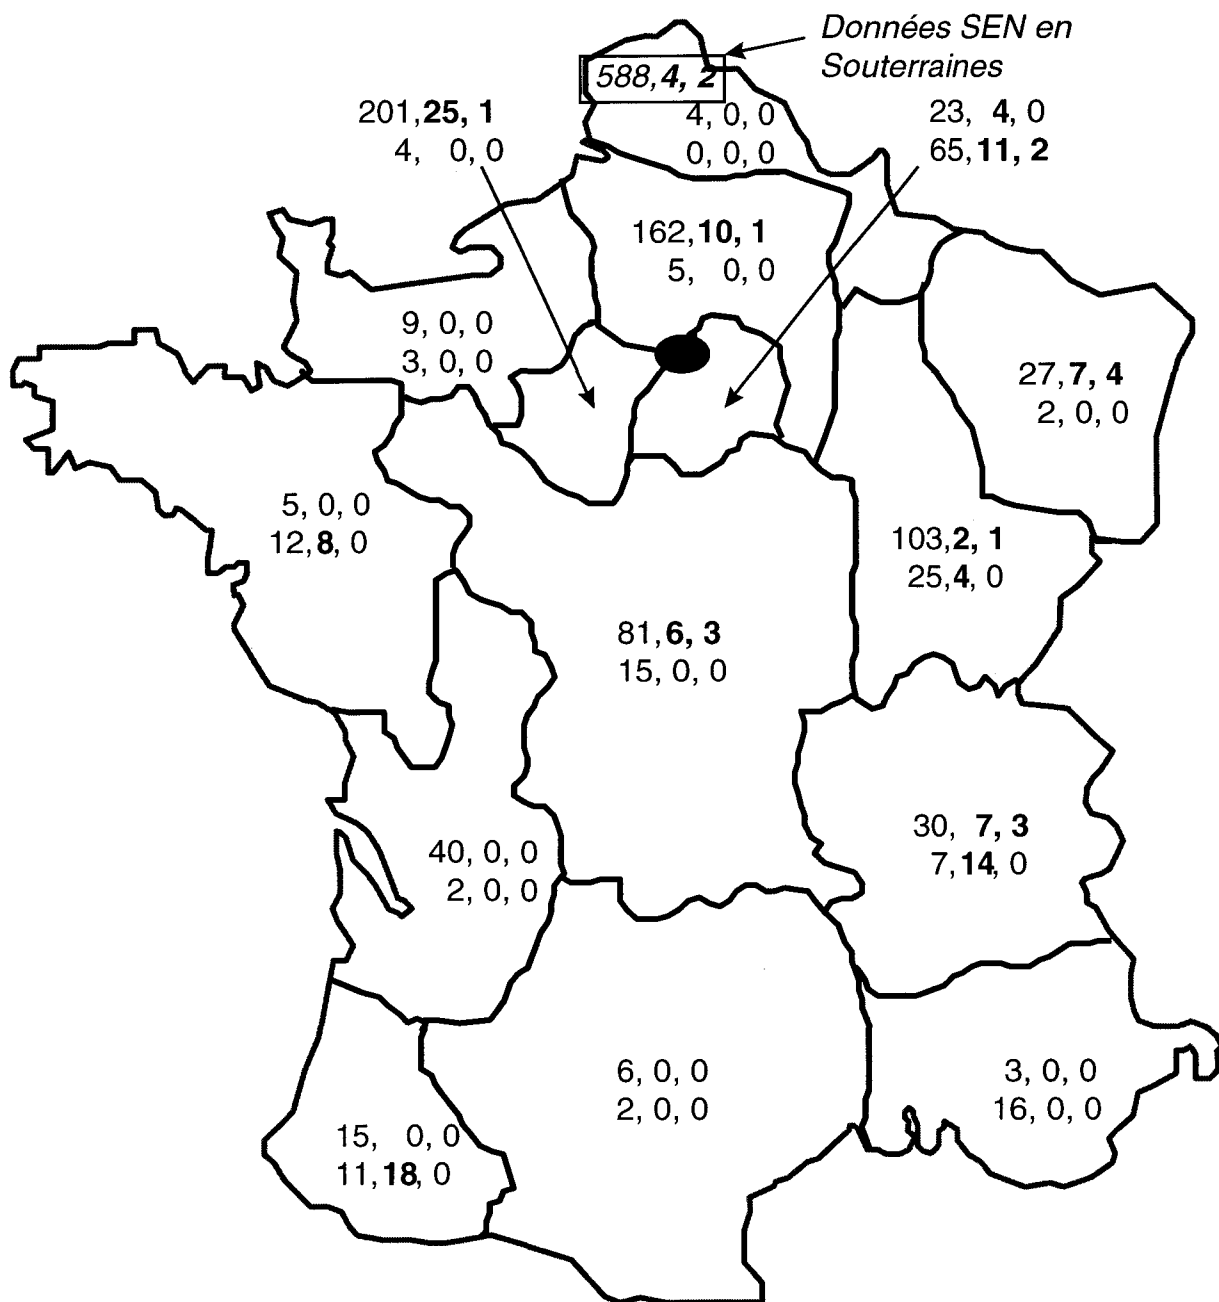 Données SEN en
Souterraines
588,4, 2
4, 0, 0
0, 0, 0
201,25, 1
4, 0, 0
23, 4, 0
65,11, 2
162,10, 1
5, 0, 0
9, 0, 0
3, 0, 0
27,7, 4
2, 0, 0
5, 0, 0
12,8, 0
103,2, 1
25,4, 0
81,6, 3
15, 0, 0
30, 7, 3
7,14, 0
40, 0, 0
2, 0, 0
6, 0, 0
2, 0, 0
3, 0, 0
16, 0, 0
15, 0, 0
11,18, 0